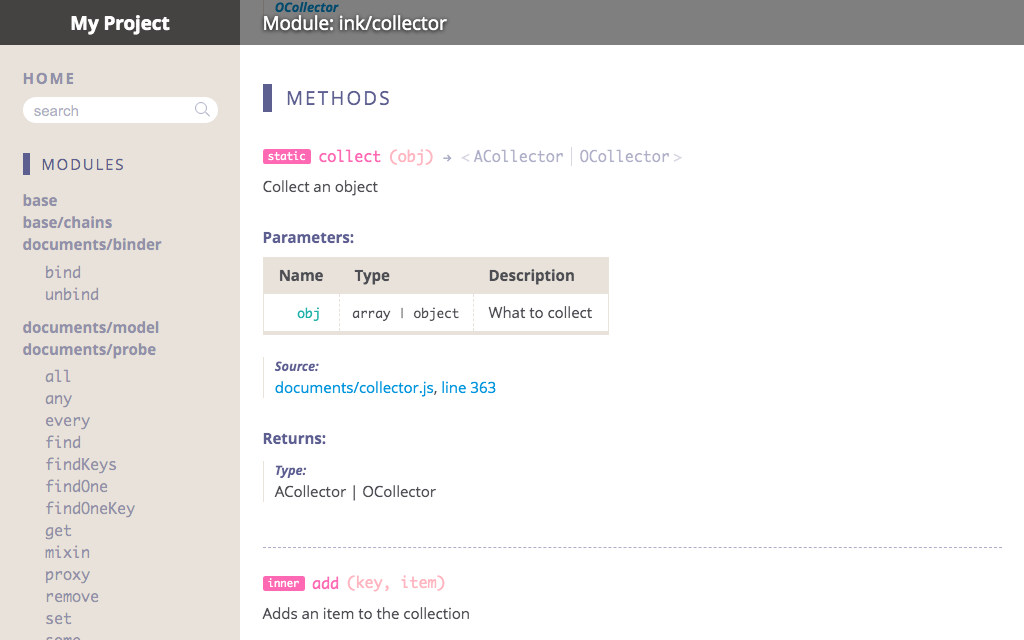 My Project
HOME
search
MODULES
base
base/chains
documents/binder
bind
unbind
documents/model
documents/probe
all
any
every
find
findKeys
findOne
findOneKey
get
mixin
proxy
remove
set
some
OCollector
Module: ink/collector
METHODS
static collect (obj) → < ACollector | OCollector >
Collect an object
Parameters:
Name Type Description
obj array | object What to collect
Source:
documents/collector.js, line 363
Returns:
Type:
ACollector | OCollector
inner add (key, item)
Adds an item to the collection